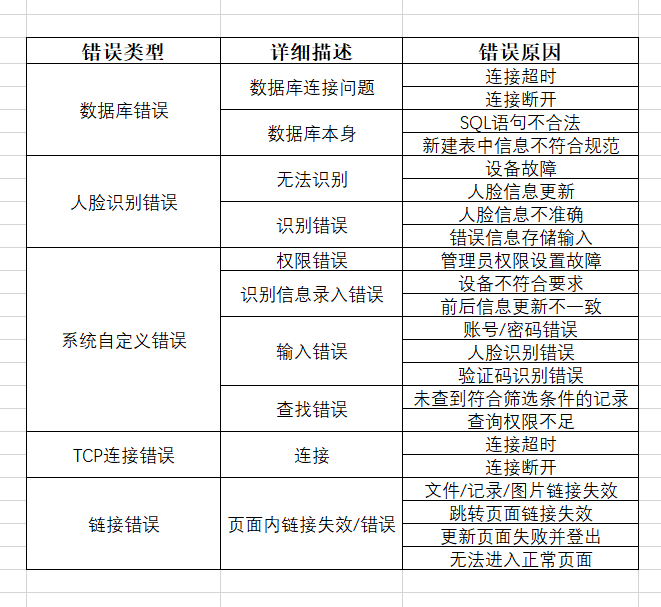 错误类型 详细描述 错误原因
数据库错误 数据库连接问题 连接超时
连接断开
数据库本身 SQL语句不合法
新建表中信息不符合规范
人脸识别错误 无法识别 设备故障
人脸信息更新
识别错误 人脸信息不准确
错误信息存储输入
系统自定义错误 权限错误 管理员权限设置故障
识别信息录入错误 设备不符合要求
前后信息更新不一致
输入错误 账号/密码错误
人脸识别错误
验证码识别错误
查找错误 未查到符合筛选条件的记录
查询权限不足
TCP连接错误 连接 连接超时
连接断开
链接错误 页面内链接失效/错误 文件/记录/图片链接失效
跳转页面链接失效
更新页面失败并登出
无法进入正常页面